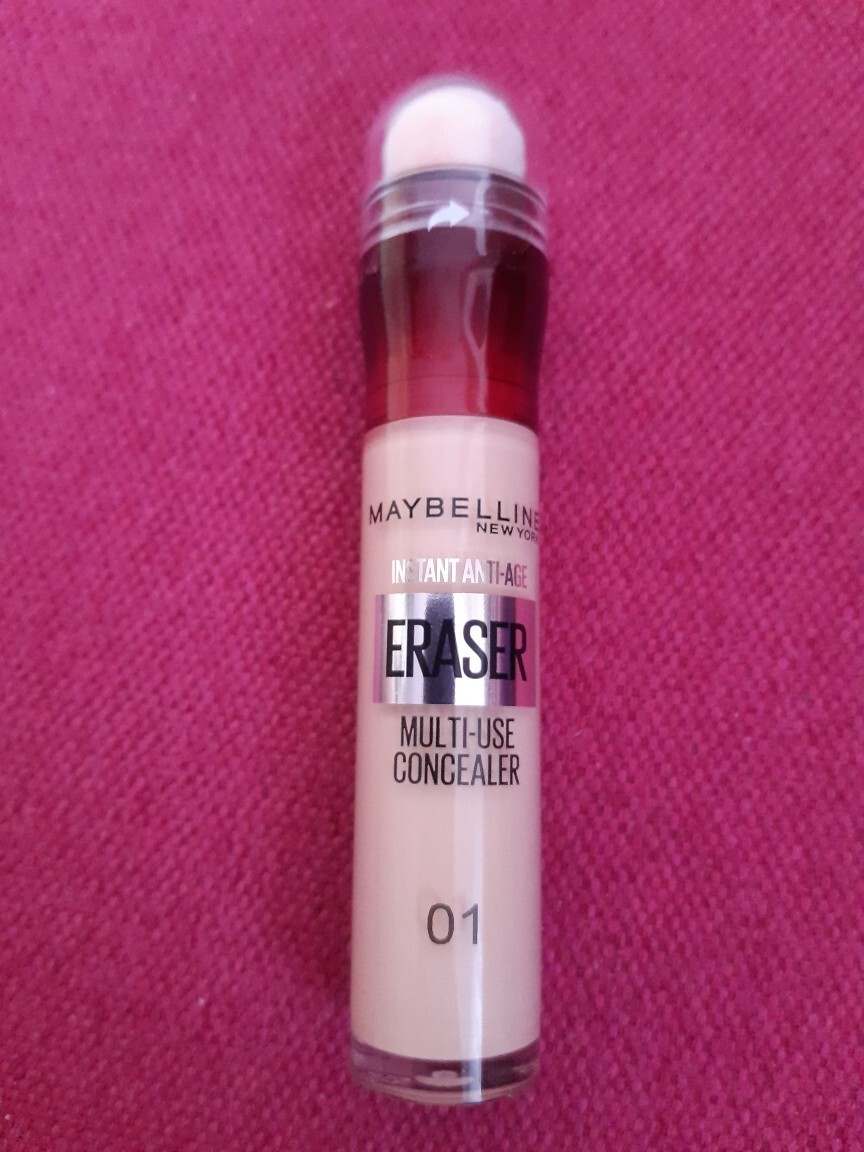 MAYBELLINE
NEW YORK
INSTANT ANTI-AGE
ERASER
MULTI-USE
CONCEALER
01